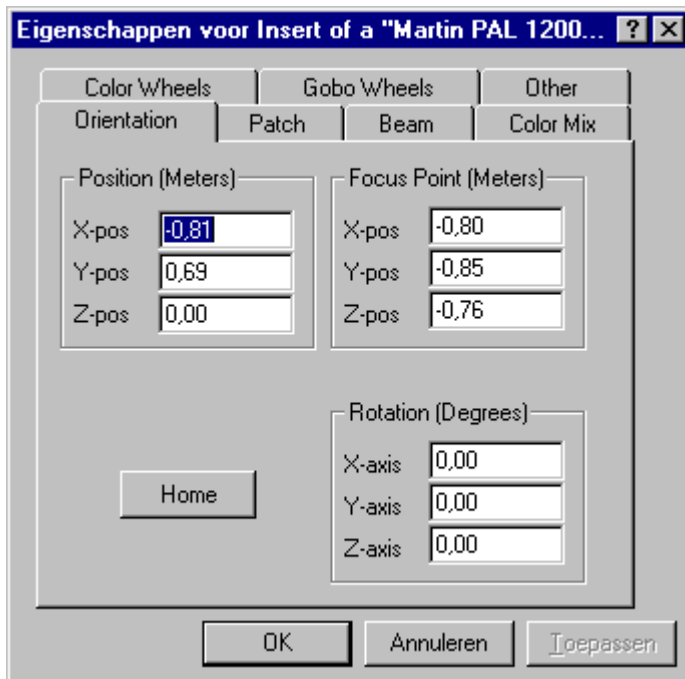 Eigenschappen voor Insert of a "Martin PAL 1200...
Color Wheels Gobo Wheels Other
Orientation Patch Beam Color Mix
Position (Meters)
X-pos -0,81
Y-pos 0,69
Z-pos 0,00
Focus Point (Meters)
X-pos -0,80
Y-pos -0,85
Z-pos -0,76
Rotation (Degrees)
X-axis 0,00
Y-axis 0,00
Z-axis 0,00
Home
OK Annuleren Toepassen